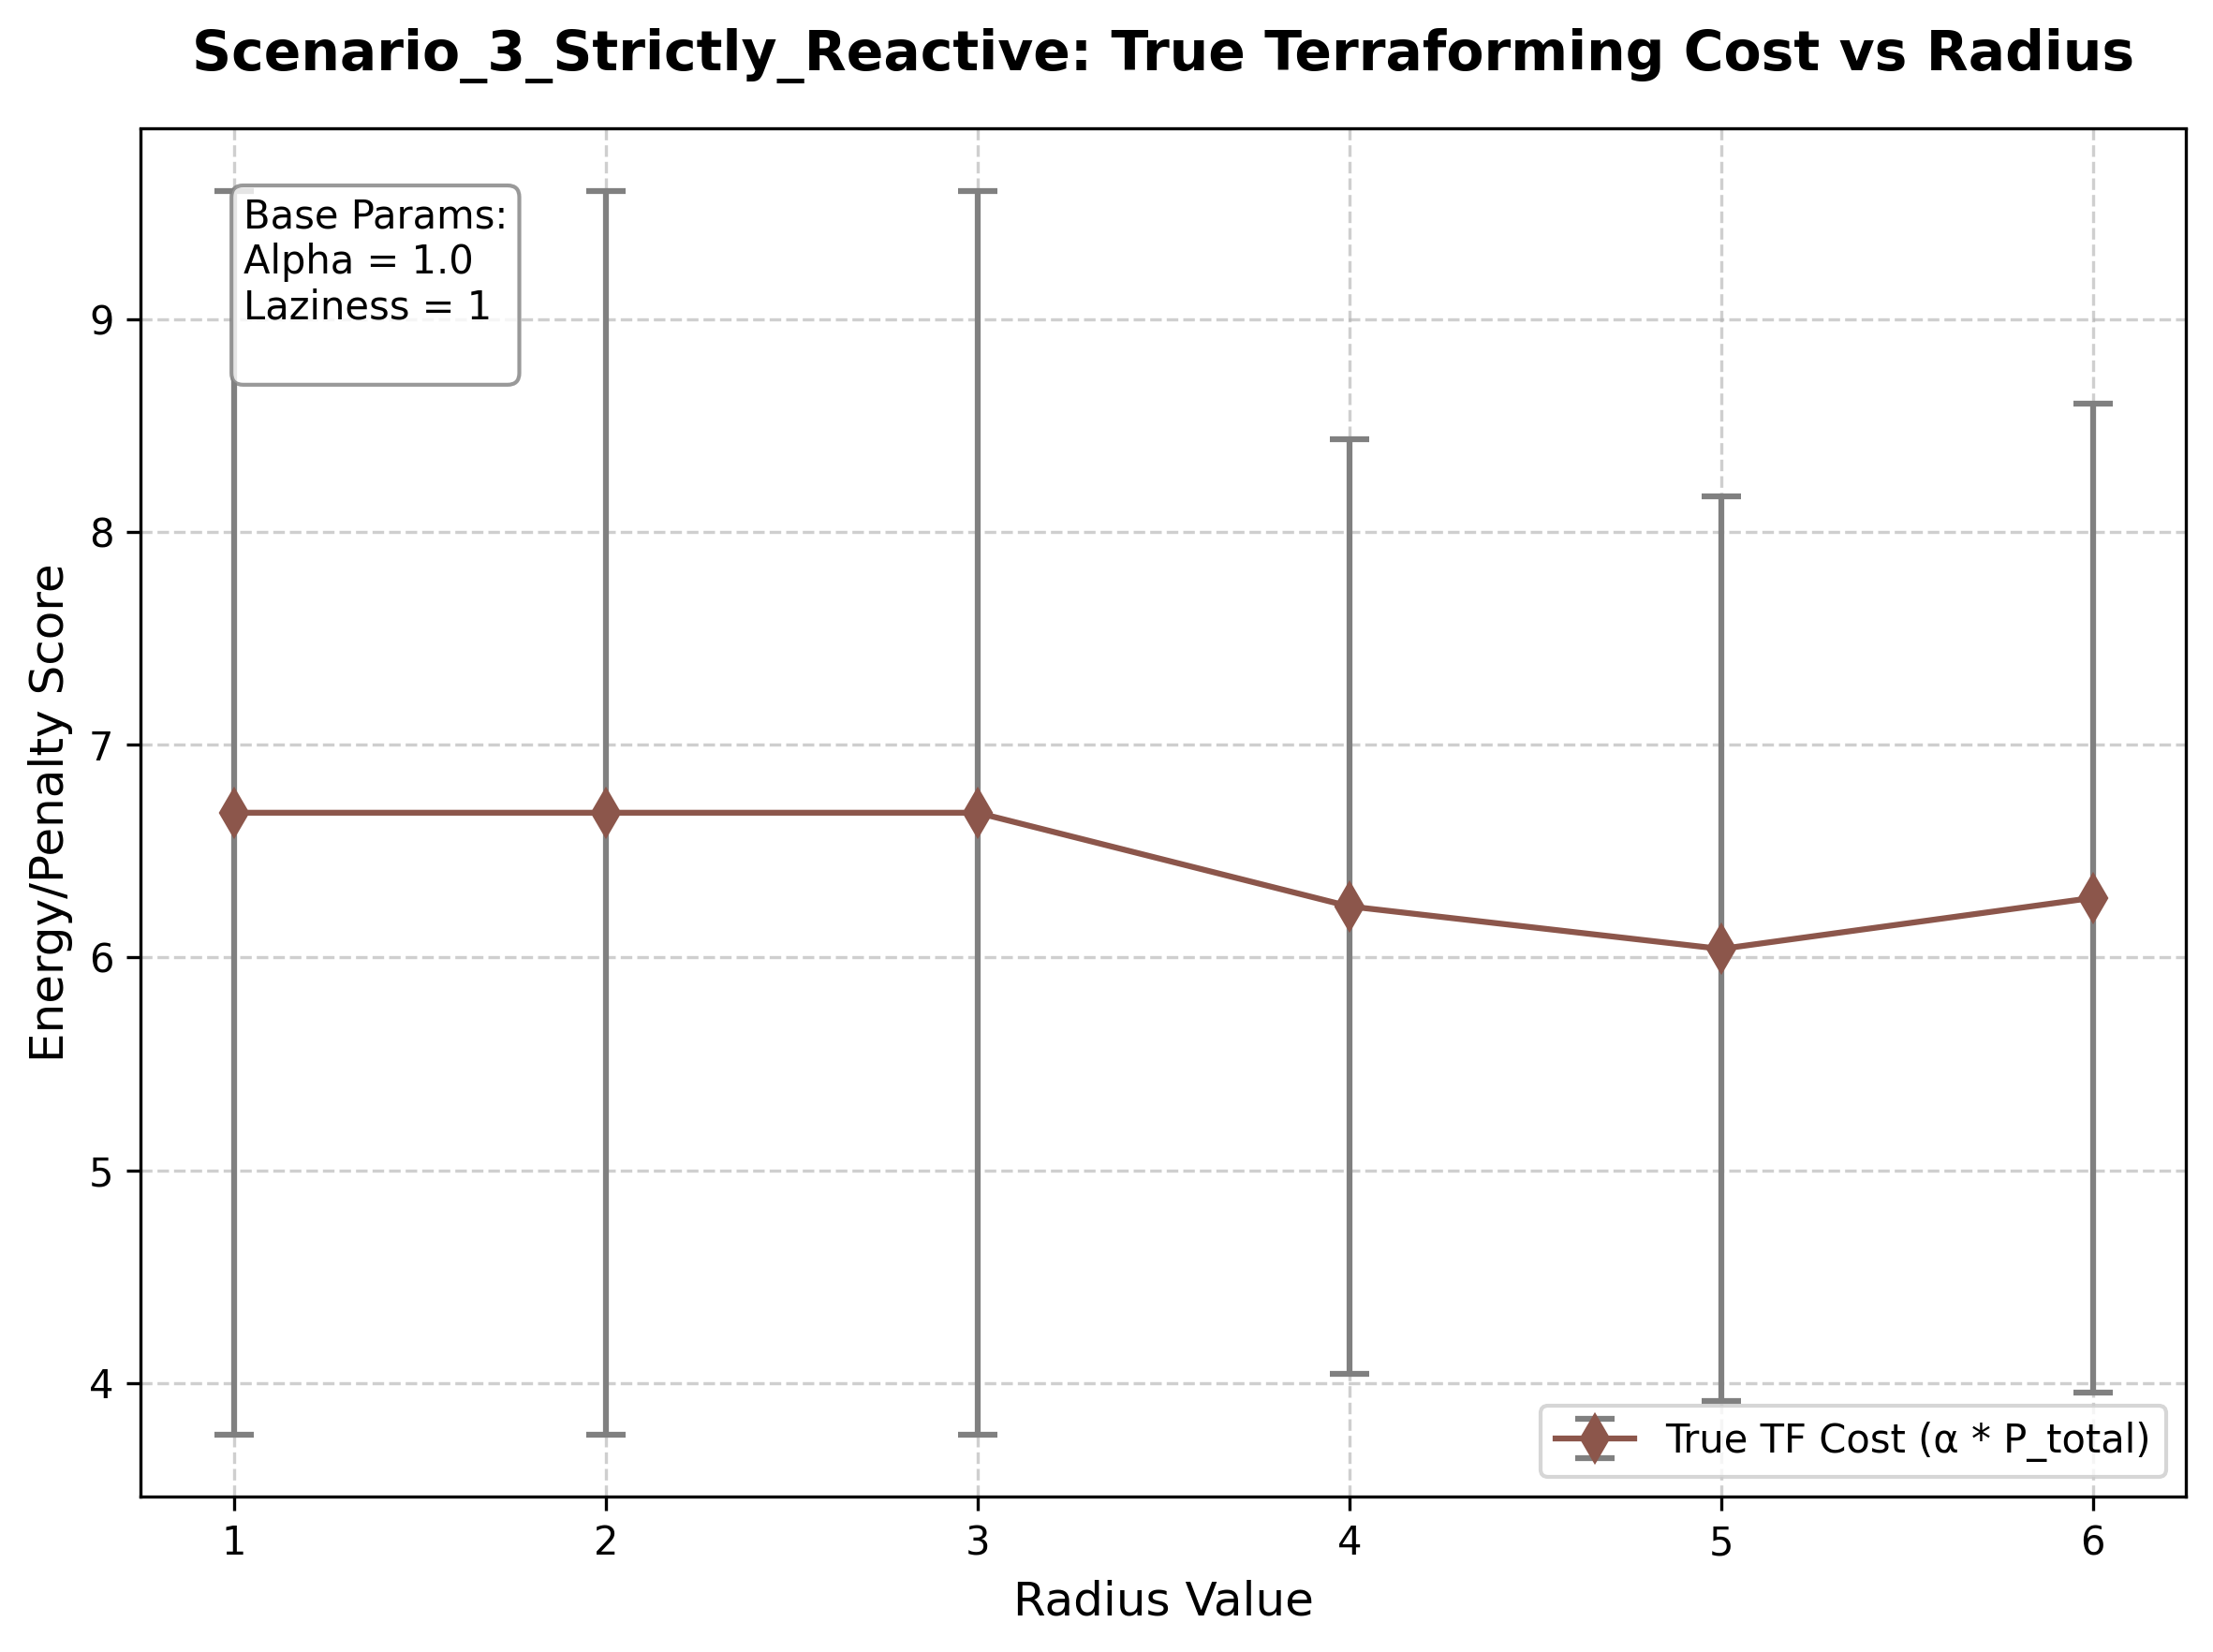 Scenario_3_Strictly_Reactive: True Terraforming Cost vs Radius
Base Params:
Alpha = 1.0
Laziness = 1
9
8
7
6
5
4
Energy/Penalty Score
True TF Cost (α * P_total)
1 2 3 4 5 6
Radius Value